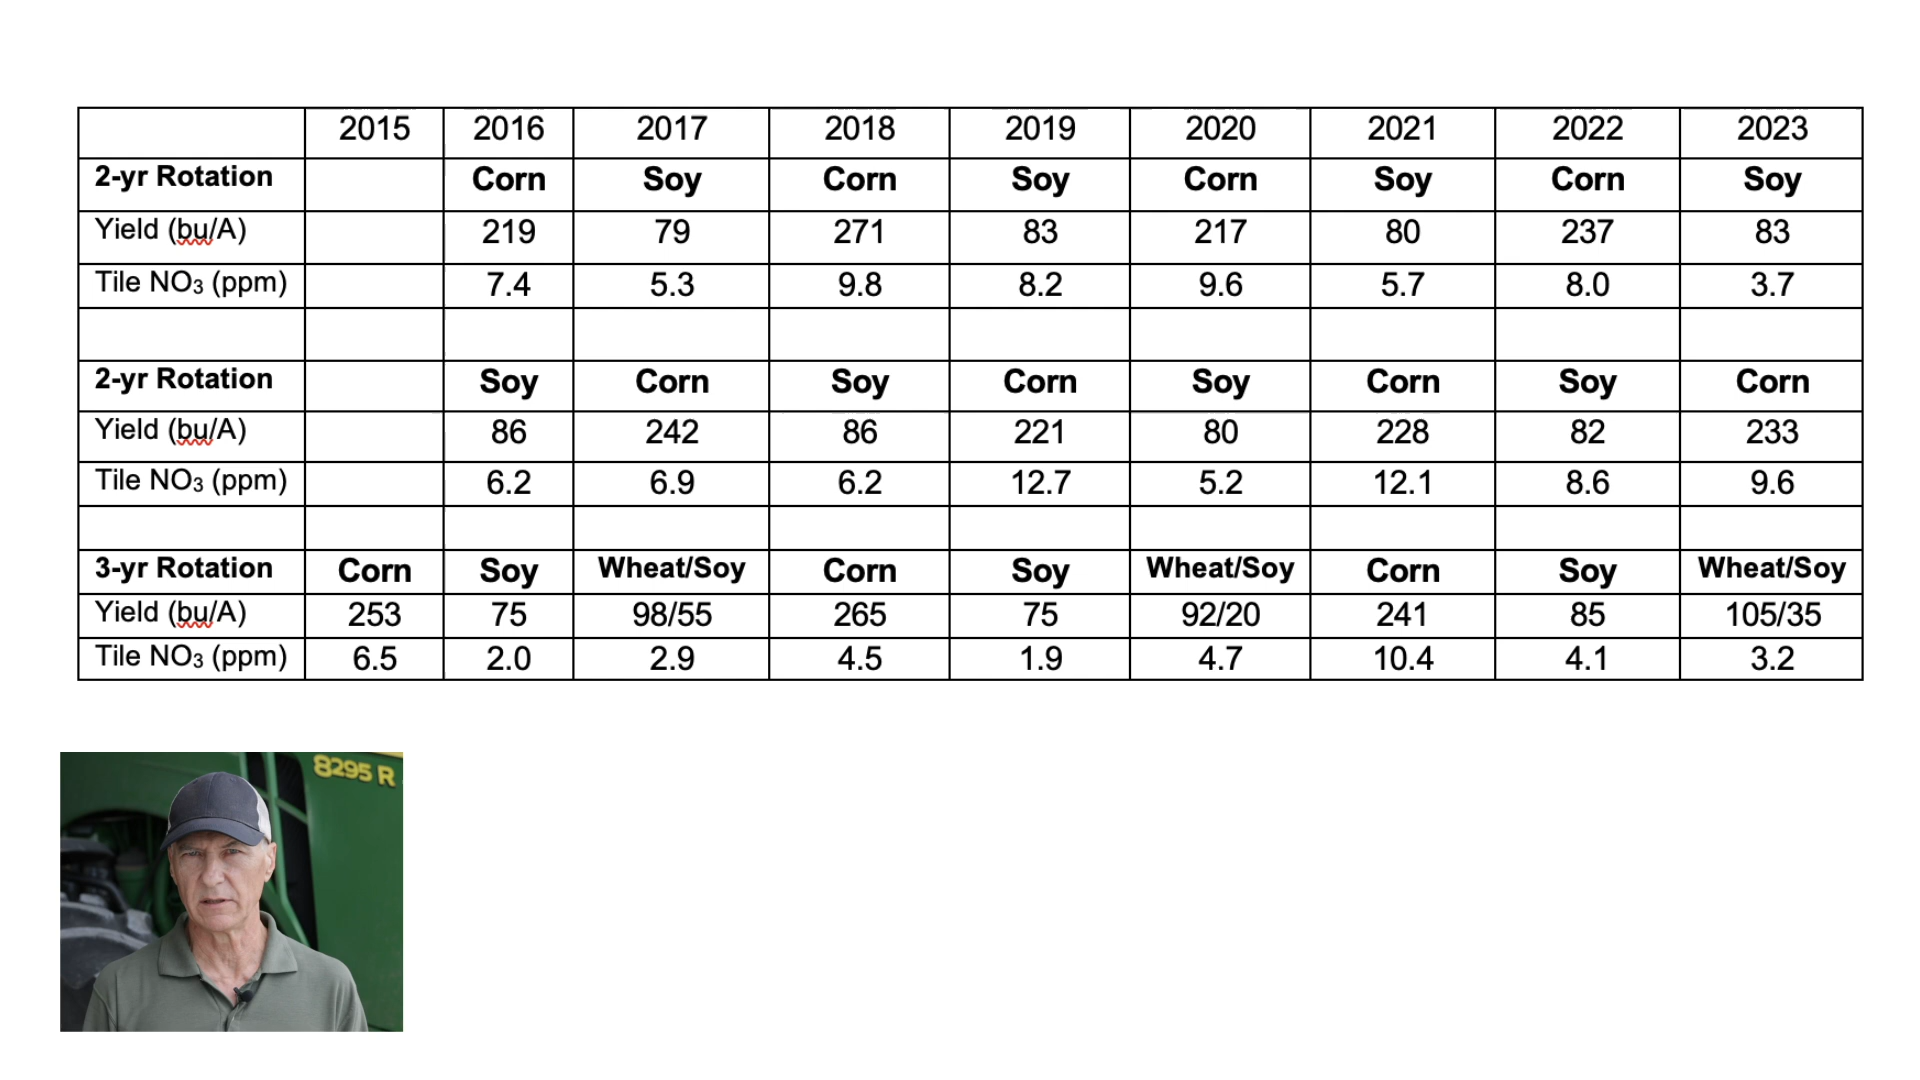 2015 2016 2017 2018 2019 2020 2021 2022 2023
2-yr Rotation Corn Soy Corn Soy Corn Soy Corn Soy
Yield (bu/A) 219 79 271 83 217 80 237 83
Tile NO₃ (ppm) 7.4 5.3 9.8 8.2 9.6 5.7 8.0 3.7
2-yr Rotation Soy Corn Soy Corn Soy Corn Soy Corn
Yield (bu/A) 86 242 86 221 80 228 82 233
Tile NO₃ (ppm) 6.2 6.9 6.2 12.7 5.2 12.1 8.6 9.6
3-yr Rotation Corn Soy Wheat/Soy Corn Soy Wheat/Soy Corn Soy Wheat/Soy
Yield (bu/A) 253 75 98/55 265 75 92/20 241 85 105/35
Tile NO₃ (ppm) 6.5 2.0 2.9 4.5 1.9 4.7 10.4 4.1 3.2
8295 R